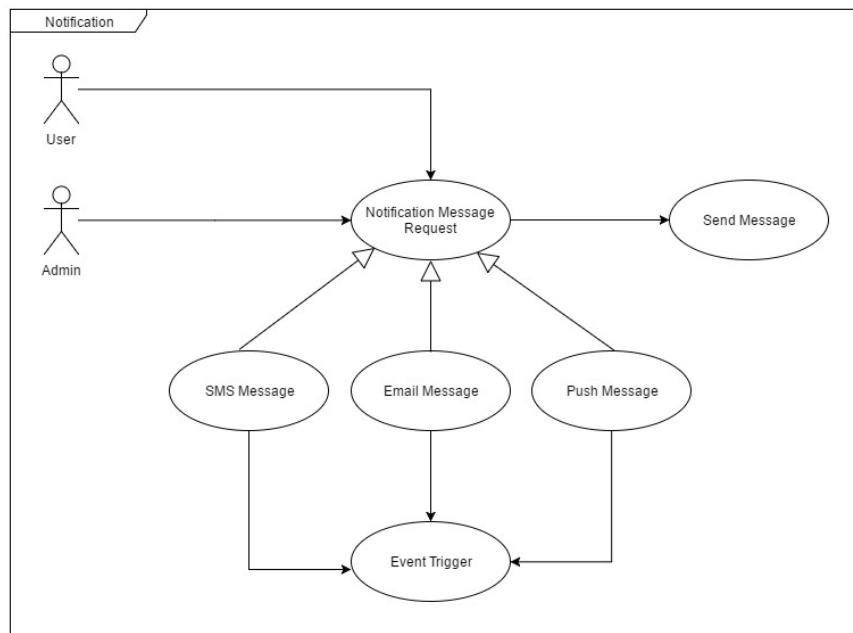 Notification
User
Notification Message
Request
Send Message
Admin
SMS Message
Email Message
Push Message
Event Trigger